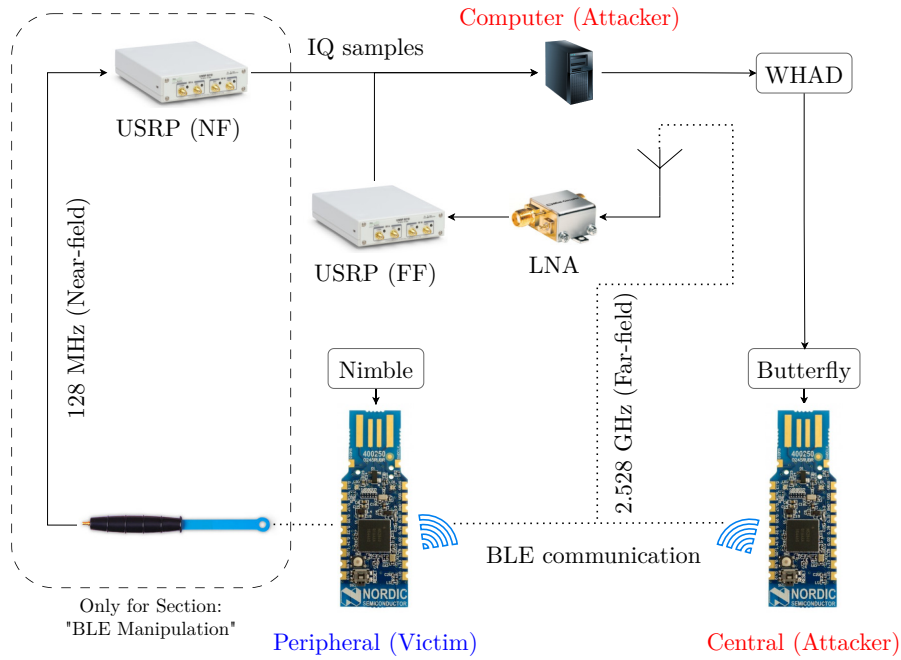 Computer (Attacker)
IQ samples
WHAD
USRP (NF)
USRP (FF)
LNA
128 MHz (Near-field)
2.528 GHz (Far-field)
Nimble
Butterfly
400250
400250
BLE communication
NORDIC
SEMICONDUCTOR
NORDIC
SEMICONDUCTOR
Only for Section:
"BLE Manipulation"
Peripheral (Victim)
Central (Attacker)